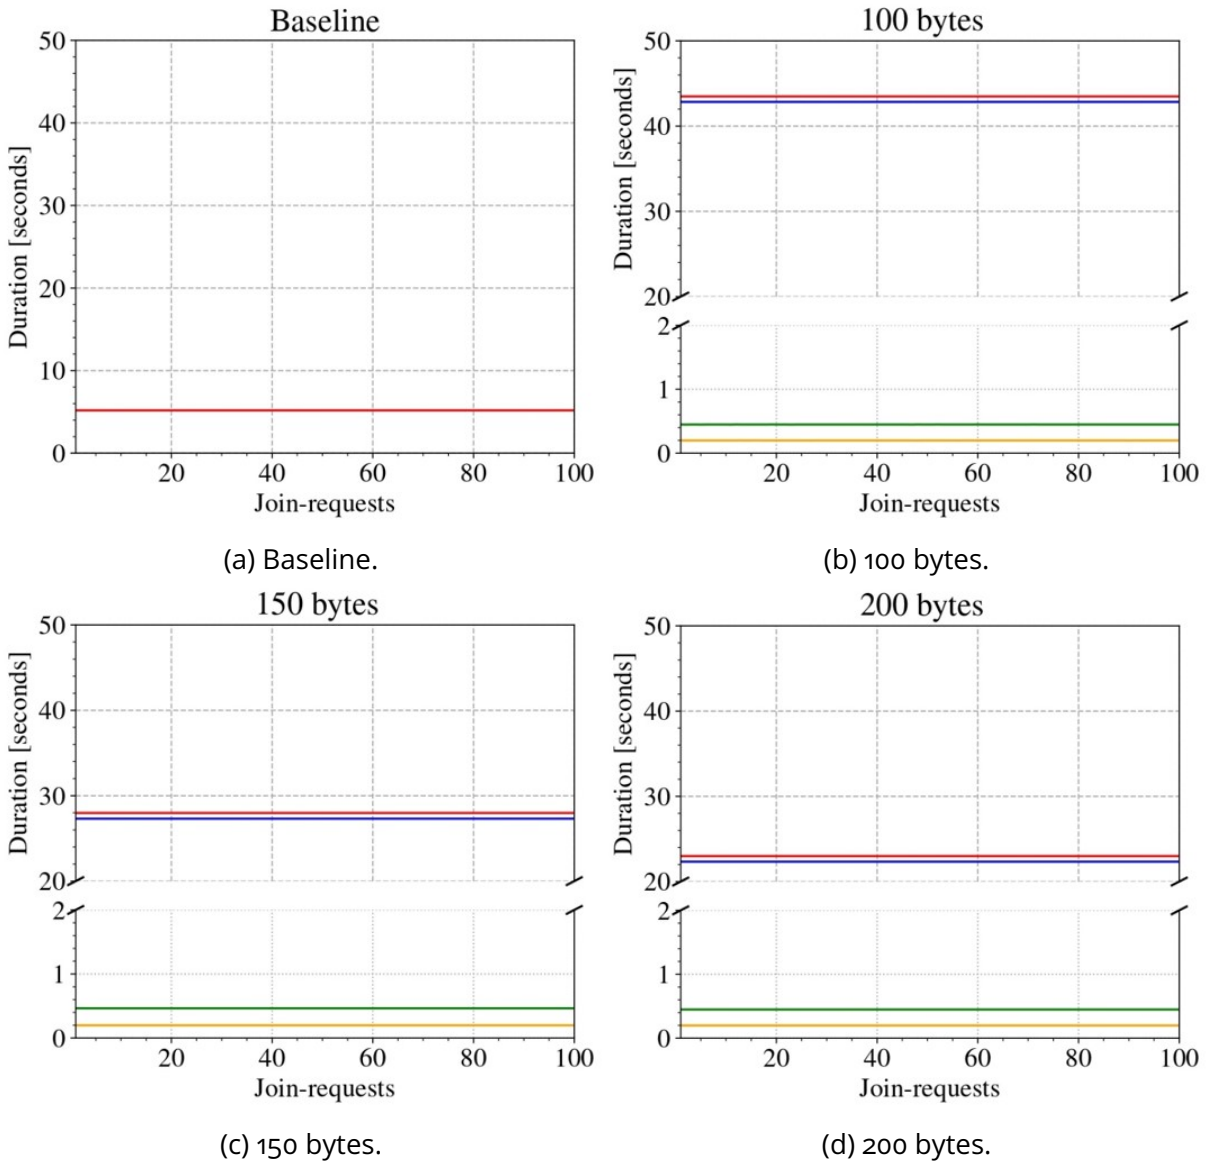 Baseline
50
40
30
20
10
0
Duration [seconds]
20 40 60 80 100
Join-requests
(a) Baseline.
100 bytes
50
40
30
20
2
1
0
Duration [seconds]
20 40 60 80 100
Join-requests
(b) 100 bytes.
150 bytes
50
40
30
20
2
1
0
Duration [seconds]
20 40 60 80 100
Join-requests
(c) 150 bytes.
200 bytes
50
40
30
20
2
1
0
Duration [seconds]
20 40 60 80 100
Join-requests
(d) 200 bytes.